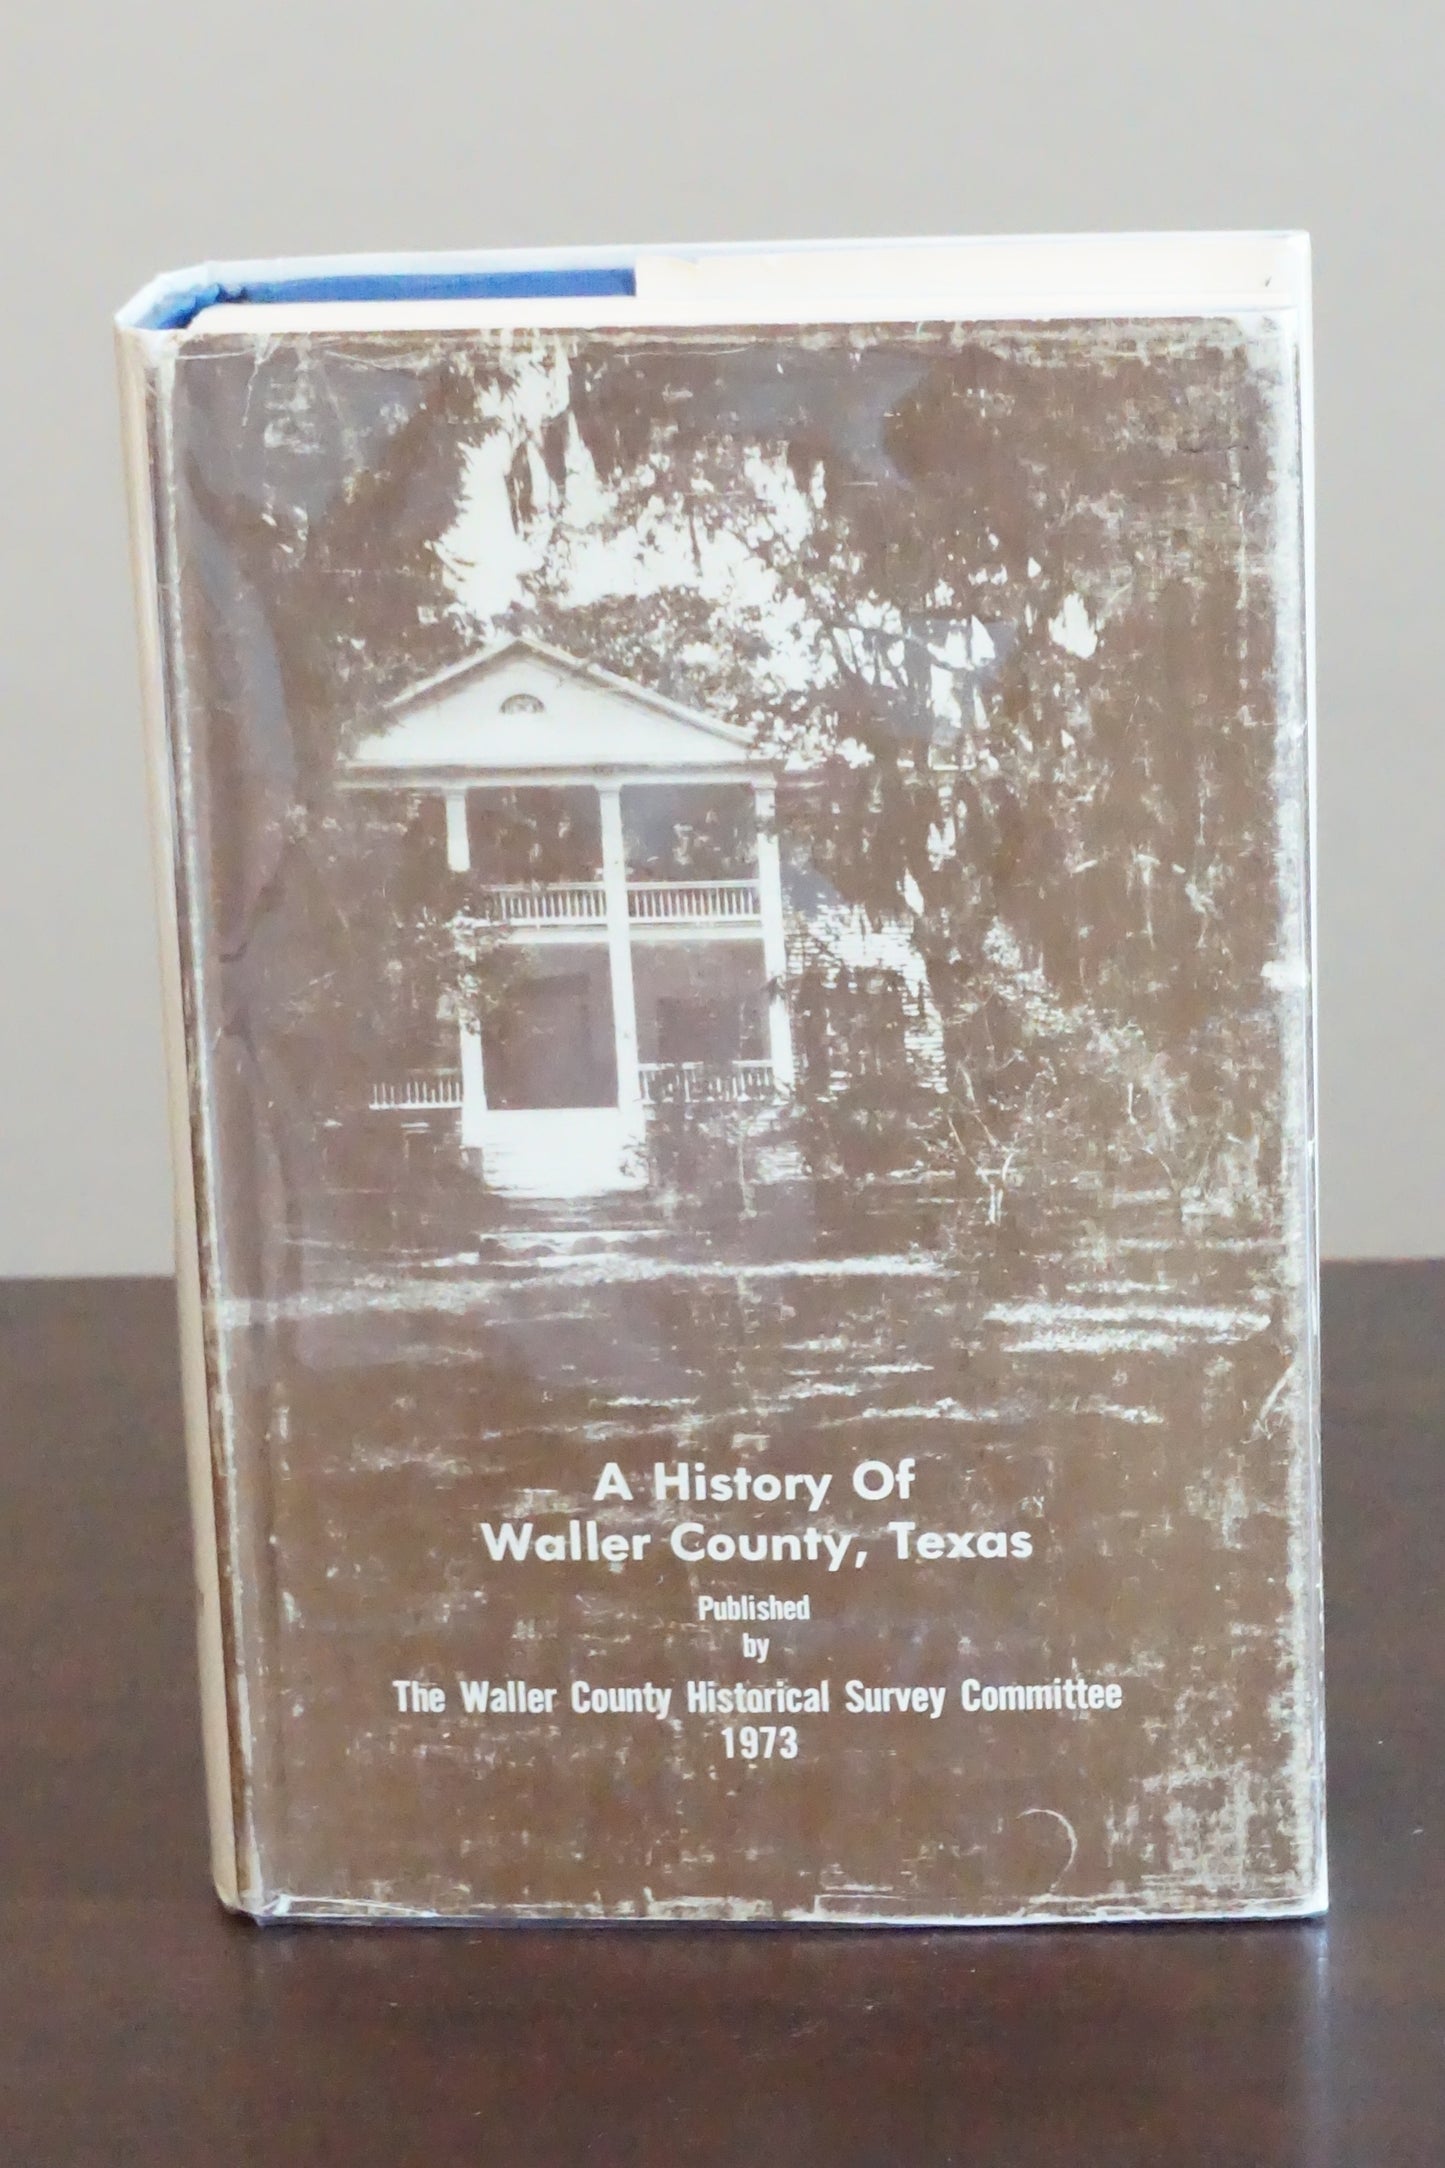 A History Of
Waller County, Texas
Published
by
The Waller County Historical Survey Committee
1973